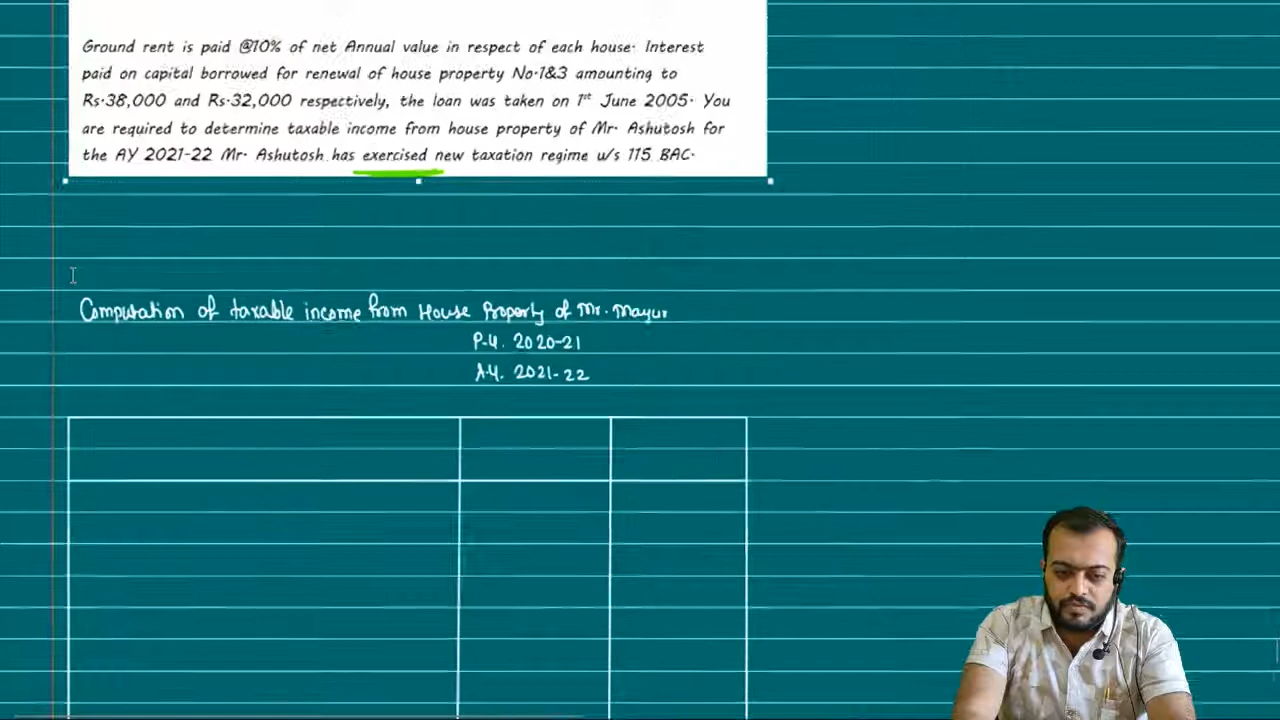 Ground rent is paid @10% of net Annual value in respect of each house. Interest
paid on capital borrowed for renewal of house property No.1&3 amounting to
Rs.38,000 and Rs.32,000 respectively, the loan was taken on 1st June 2005. You
are required to determine taxable income from house property of Mr. Ashutosh for
the AY 2021-22 Mr. Ashutosh has exercised new taxation regime u/s 115 BAC.
Computation of taxable income from House Property of Mr. Mayur
P.Y. 2020-21
A.Y. 2021-22